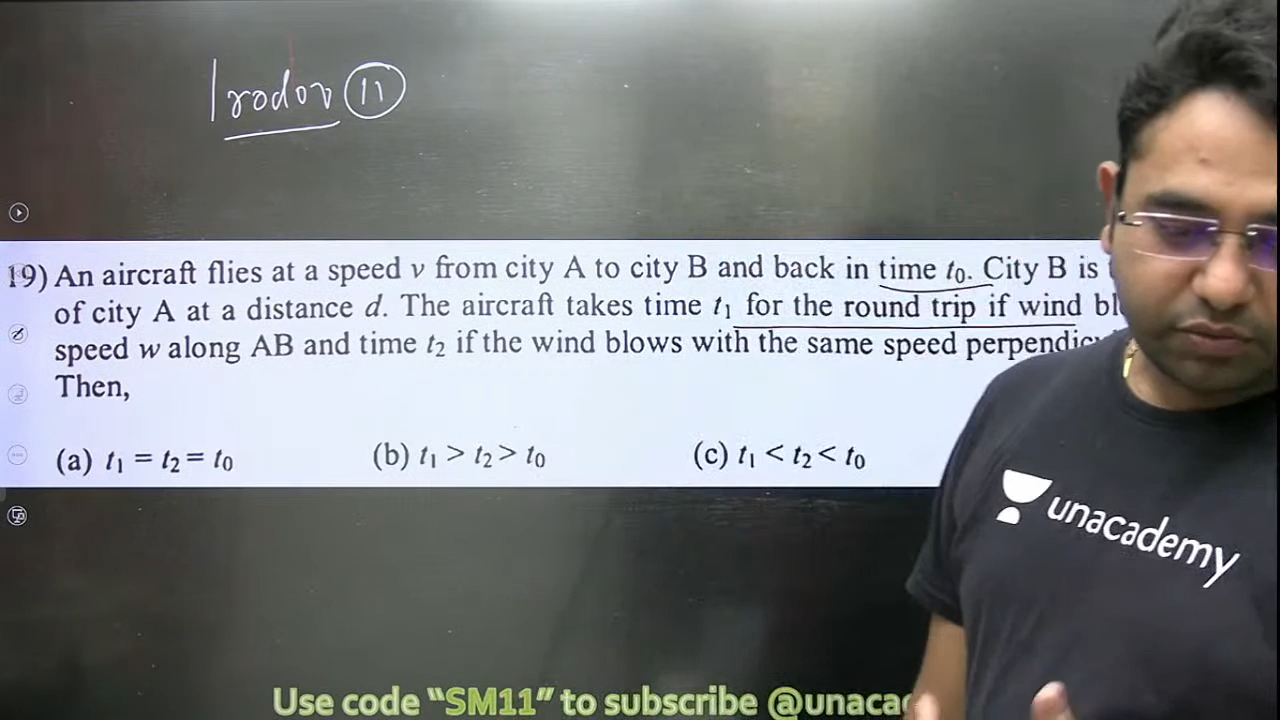 Irodov 11
19) An aircraft flies at a speed v from city A to city B and back in time t₀. City B is
of city A at a distance d. The aircraft takes time t₁ for the round trip if wind
speed w along AB and time t₂ if the wind blows with the same speed
Then,
(a) t₁ = t₂ = t₀ (b) t₁ > t₂ > t₀ (c) t₁ < t₂ < t₀
unacademy
Use code "SM11" to subscribe